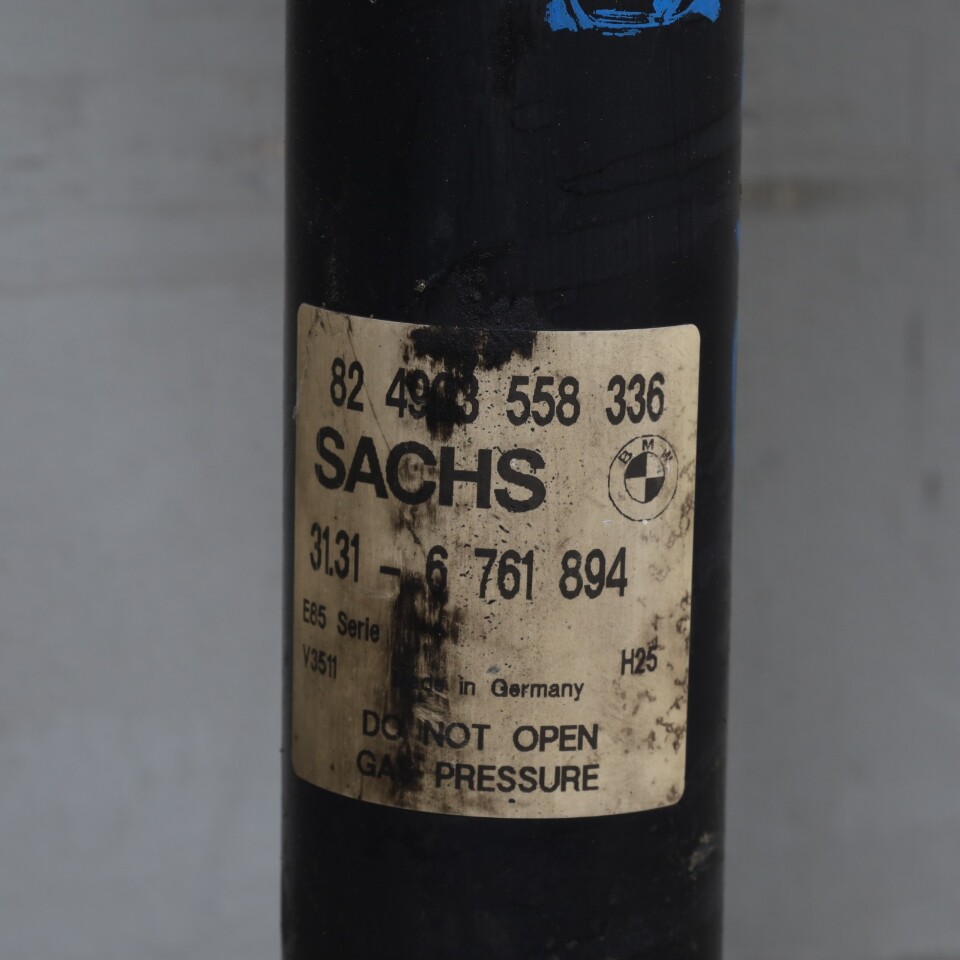 82 558 336
SACHS
BMW
31.31 - 6 761 894
E85 Serie
V3511
H25
in Germany
DO NOT OPEN
GAS PRESSURE